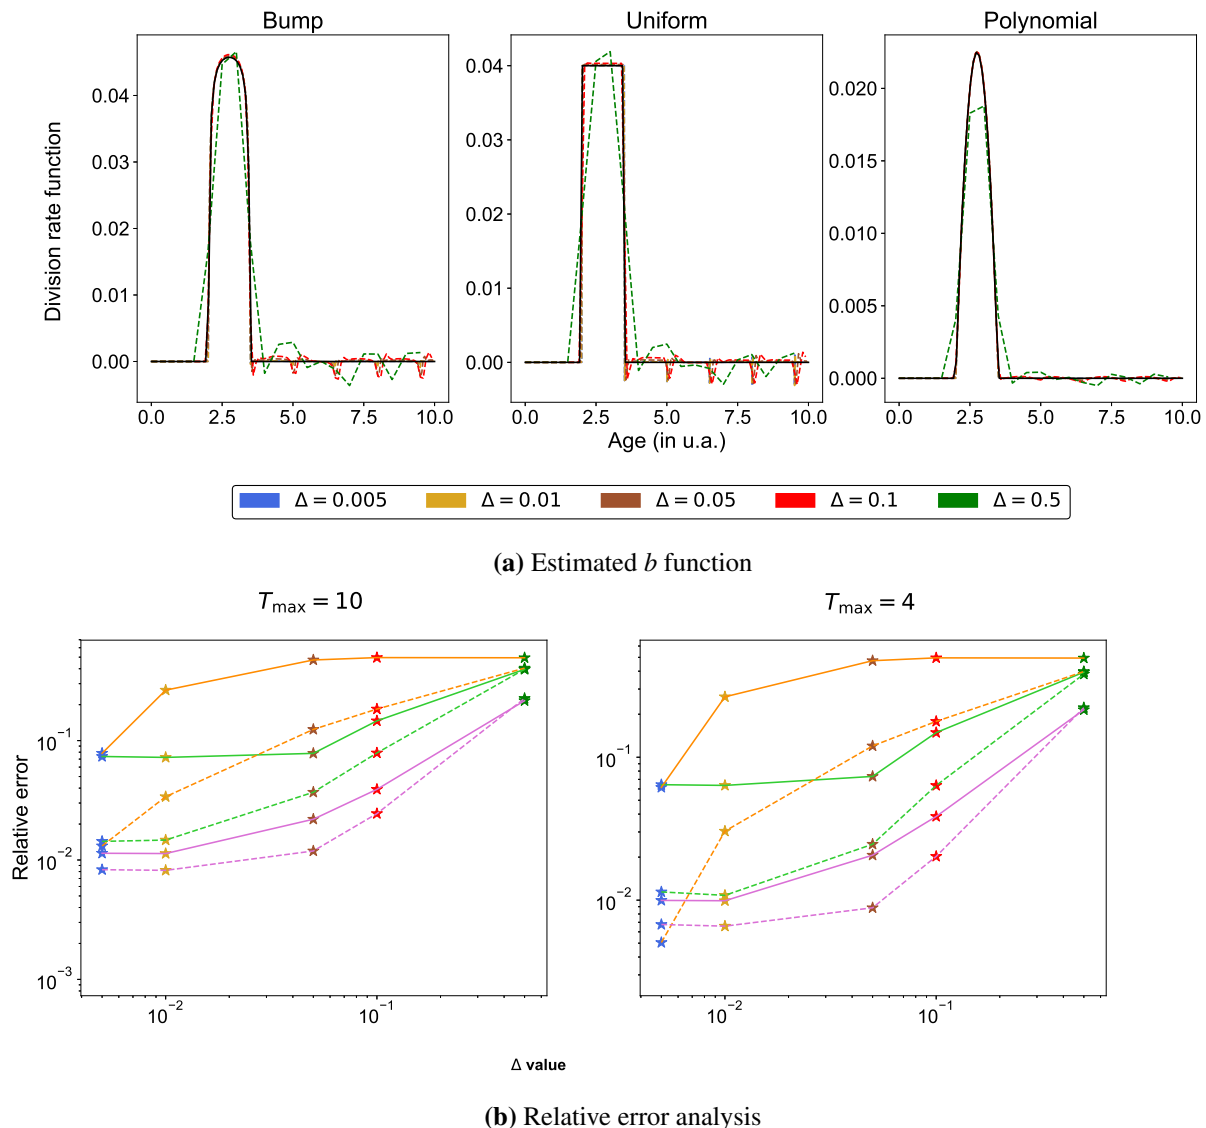 Bump
Uniform
Polynomial
Division rate function
0.04
0.03
0.02
0.01
0.00
0.0 2.5 5.0 7.5 10.0
0.04
0.03
0.02
0.01
0.00
0.0 2.5 5.0 7.5 10.0
0.020
0.015
0.010
0.005
0.000
0.0 2.5 5.0 7.5 10.0
Age (in u.a.)
Δ = 0.005 Δ = 0.01 Δ = 0.05 Δ = 0.1 Δ = 0.5
(a) Estimated b function
T_max = 10
T_max = 4
Relative error
10⁻¹
10⁻²
10⁻³
10⁻² 10⁻¹
10⁻¹
10⁻²
10⁻² 10⁻¹
Δ value
(b) Relative error analysis